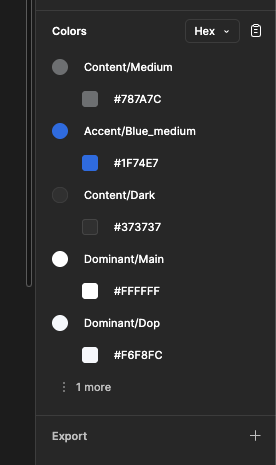 Colors
Hex
Content/Medium
#787A7C
Accent/Blue_medium
#1F74E7
Content/Dark
#373737
Dominant/Main
#FFFFFF
Dominant/Dop
#F6F8FC
1 more
Export